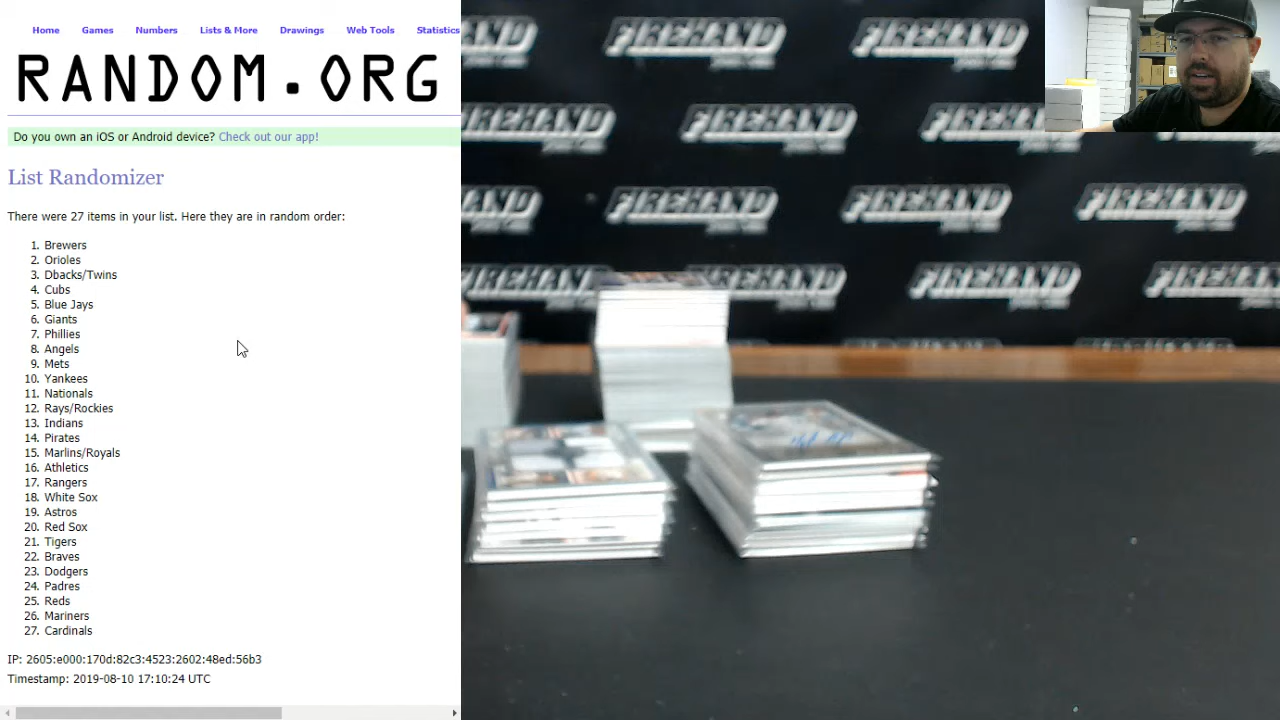 Home Games Numbers Lists & More Drawings Web Tools Statistics
RANDOM.ORG
Do you own an iOS or Android device? Check out our app!
List Randomizer
There were 27 items in your list. Here they are in random order:
1. Brewers
2. Orioles
3. Dbacks/Twins
4. Cubs
5. Blue Jays
6. Giants
7. Phillies
8. Angels
9. Mets
10. Yankees
11. Nationals
12. Rays/Rockies
13. Indians
14. Pirates
15. Marlins/Royals
16. Athletics
17. Rangers
18. White Sox
19. Astros
20. Red Sox
21. Tigers
22. Braves
23. Dodgers
24. Padres
25. Reds
26. Mariners
27. Cardinals
IP: 2605:e000:170d:82c3:4523:2602:48ed:56b3
Timestamp: 2019-08-10 17:10:24 UTC
FIREHAND FIREHAND
FIREHAND FIREHAND
FIREHAND FIREHAND FIREHAND
FIREHAND FIREHAND FIREHAND